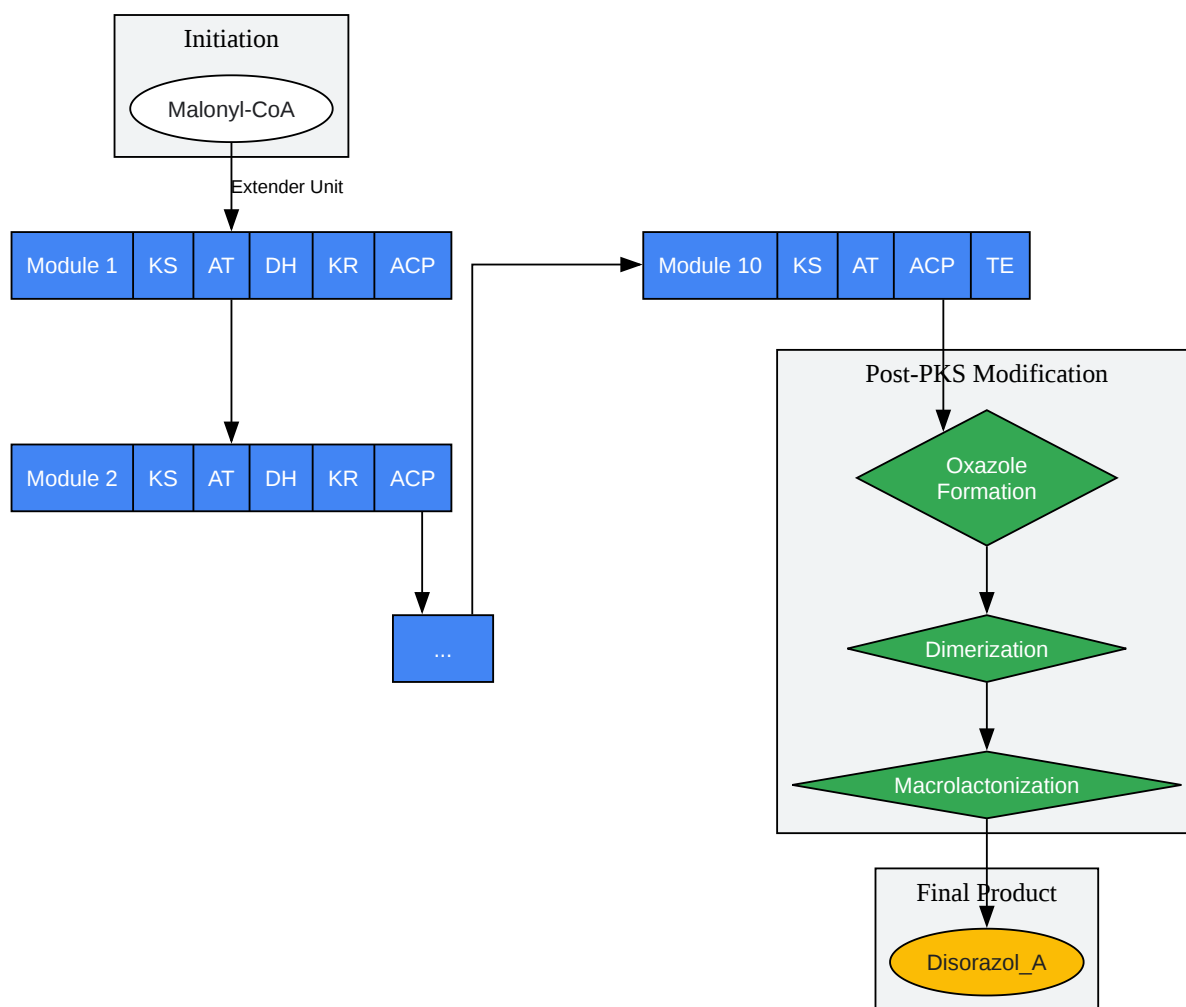 Initiation
Malonyl-CoA
Extender Unit
Module 1 KS AT DH KR ACP
Module 2 KS AT DH KR ACP
...
Module 10 KS AT ACP TE
Post-PKS Modification
Oxazole
Formation
Dimerization
Macrolactonization
Final Product
Disorazol_A